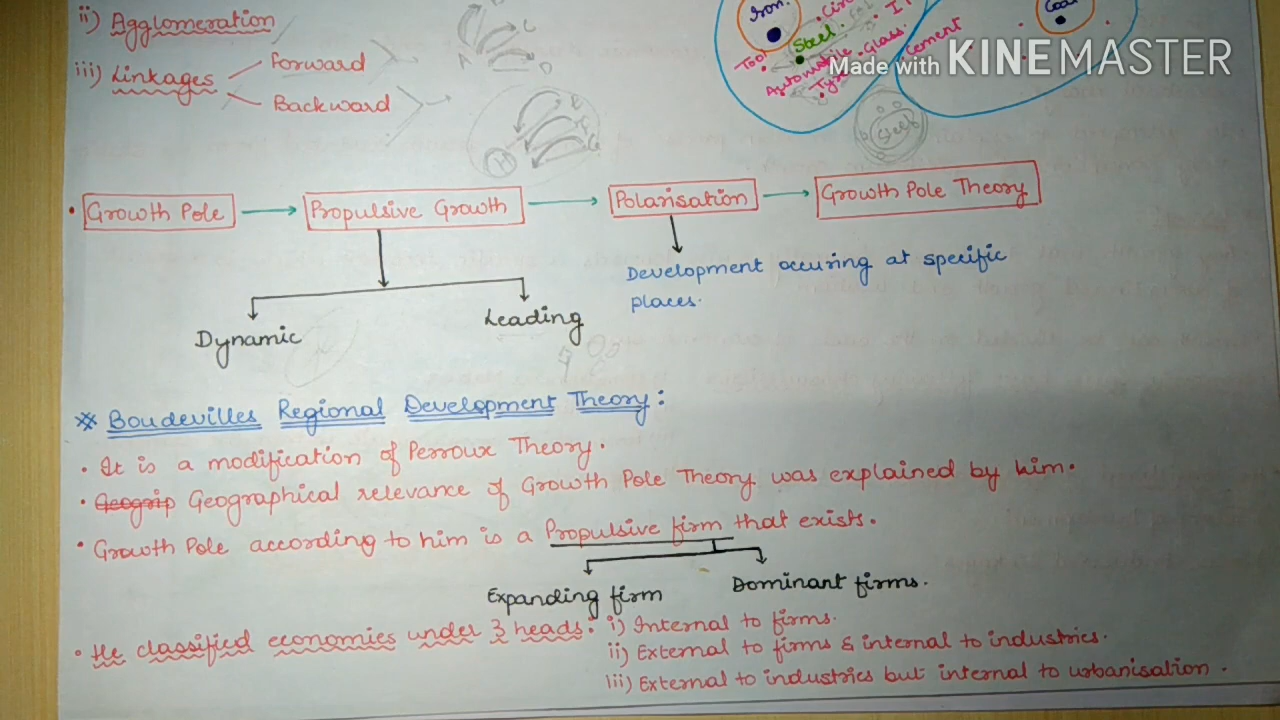 ii) Agglomeration
iii) Linkages
Forward
Backward
A
C
D
H
Iron.
Steel.
Tool
Automobile
Glass.
Cement
Coal
Steel
Made with KINEMASTER
• Growth Pole → Propulsive Growth → Polarisation → Growth Pole Theory
Development occuring at specific
places.
Dynamic
Leading
* Boudevilles Regional Development Theory:
• It is a modification of Perroux Theory.
• Geogrip Geographical relevance of Growth Pole Theory was explained by him.
• Growth Pole according to him is a Propulsive firm that exists.
Expanding firm
Dominant firms.
• He classified economies under 3 heads: i) Internal to firms.
ii) External to firms & internal to industries.
iii) External to industries but internal to urbanisation.